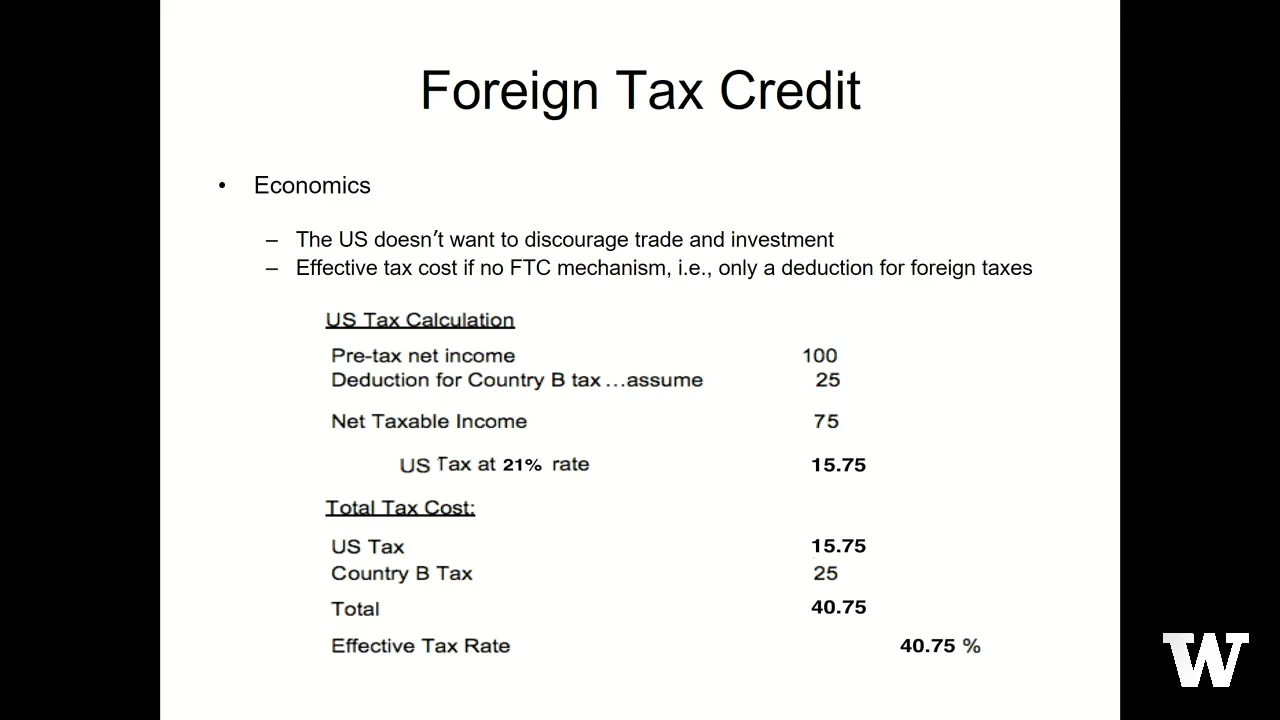 Foreign Tax Credit
• Economics
– The US doesn′t want to discourage trade and investment
– Effective tax cost if no FTC mechanism, i.e., only a deduction for foreign taxes
US Tax Calculation
Pre-tax net income 100
Deduction for Country B tax ...assume 25
Net Taxable Income 75
US Tax at 21% rate 15.75
Total Tax Cost:
US Tax 15.75
Country B Tax 25
Total 40.75
Effective Tax Rate 40.75 %
W